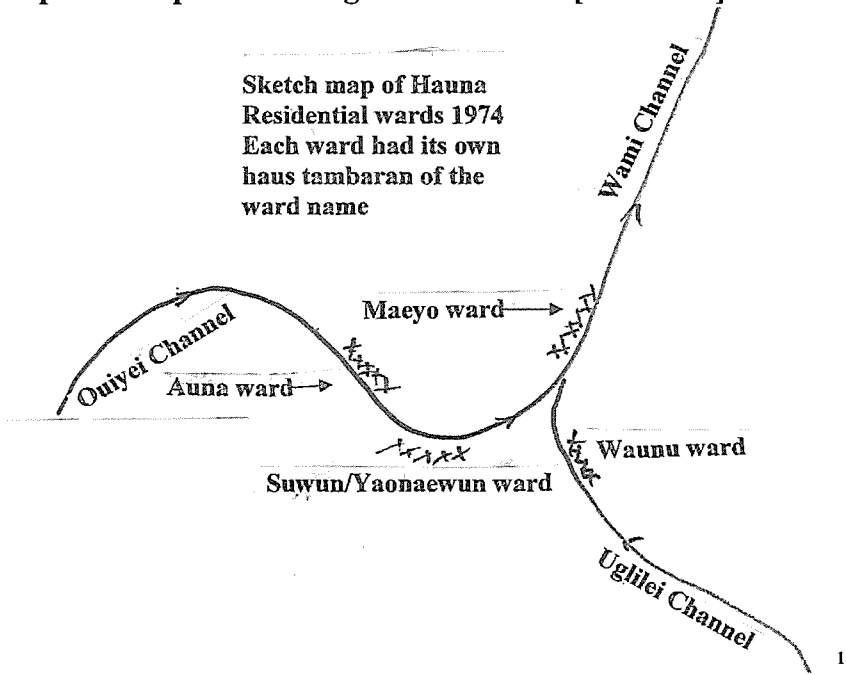 Sketch map of Hauna
Residential wards 1974
Each ward had its own
haus tambaran of the
ward name
Wami Channel
Maeyo ward
Ouiyei Channel
Auna ward
Waunu ward
Suwun/Yaonaewun ward
Uglilei Channel
1